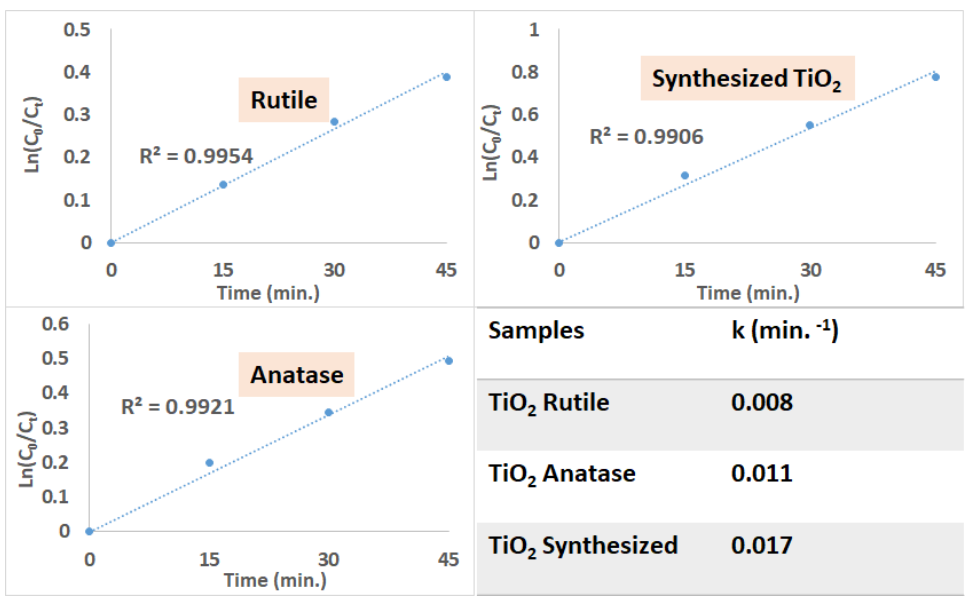 0.5
0.4
0.3
0.2
0.1
0
Ln(C₀/Cₜ)
Rutile
R² = 0.9954
0 15 30 45
Time (min.)
1
0.8
0.6
0.4
0.2
0
Ln(C₀/Cₜ)
Synthesized TiO₂
R² = 0.9906
0 15 30 45
Time (min.)
0.6
0.5
0.4
0.3
0.2
0.1
0
Ln(C₀/Cₜ)
Anatase
R² = 0.9921
0 15 30 45
Time (min.)
Samples k (min. ⁻¹)
TiO₂ Rutile 0.008
TiO₂ Anatase 0.011
TiO₂ Synthesized 0.017